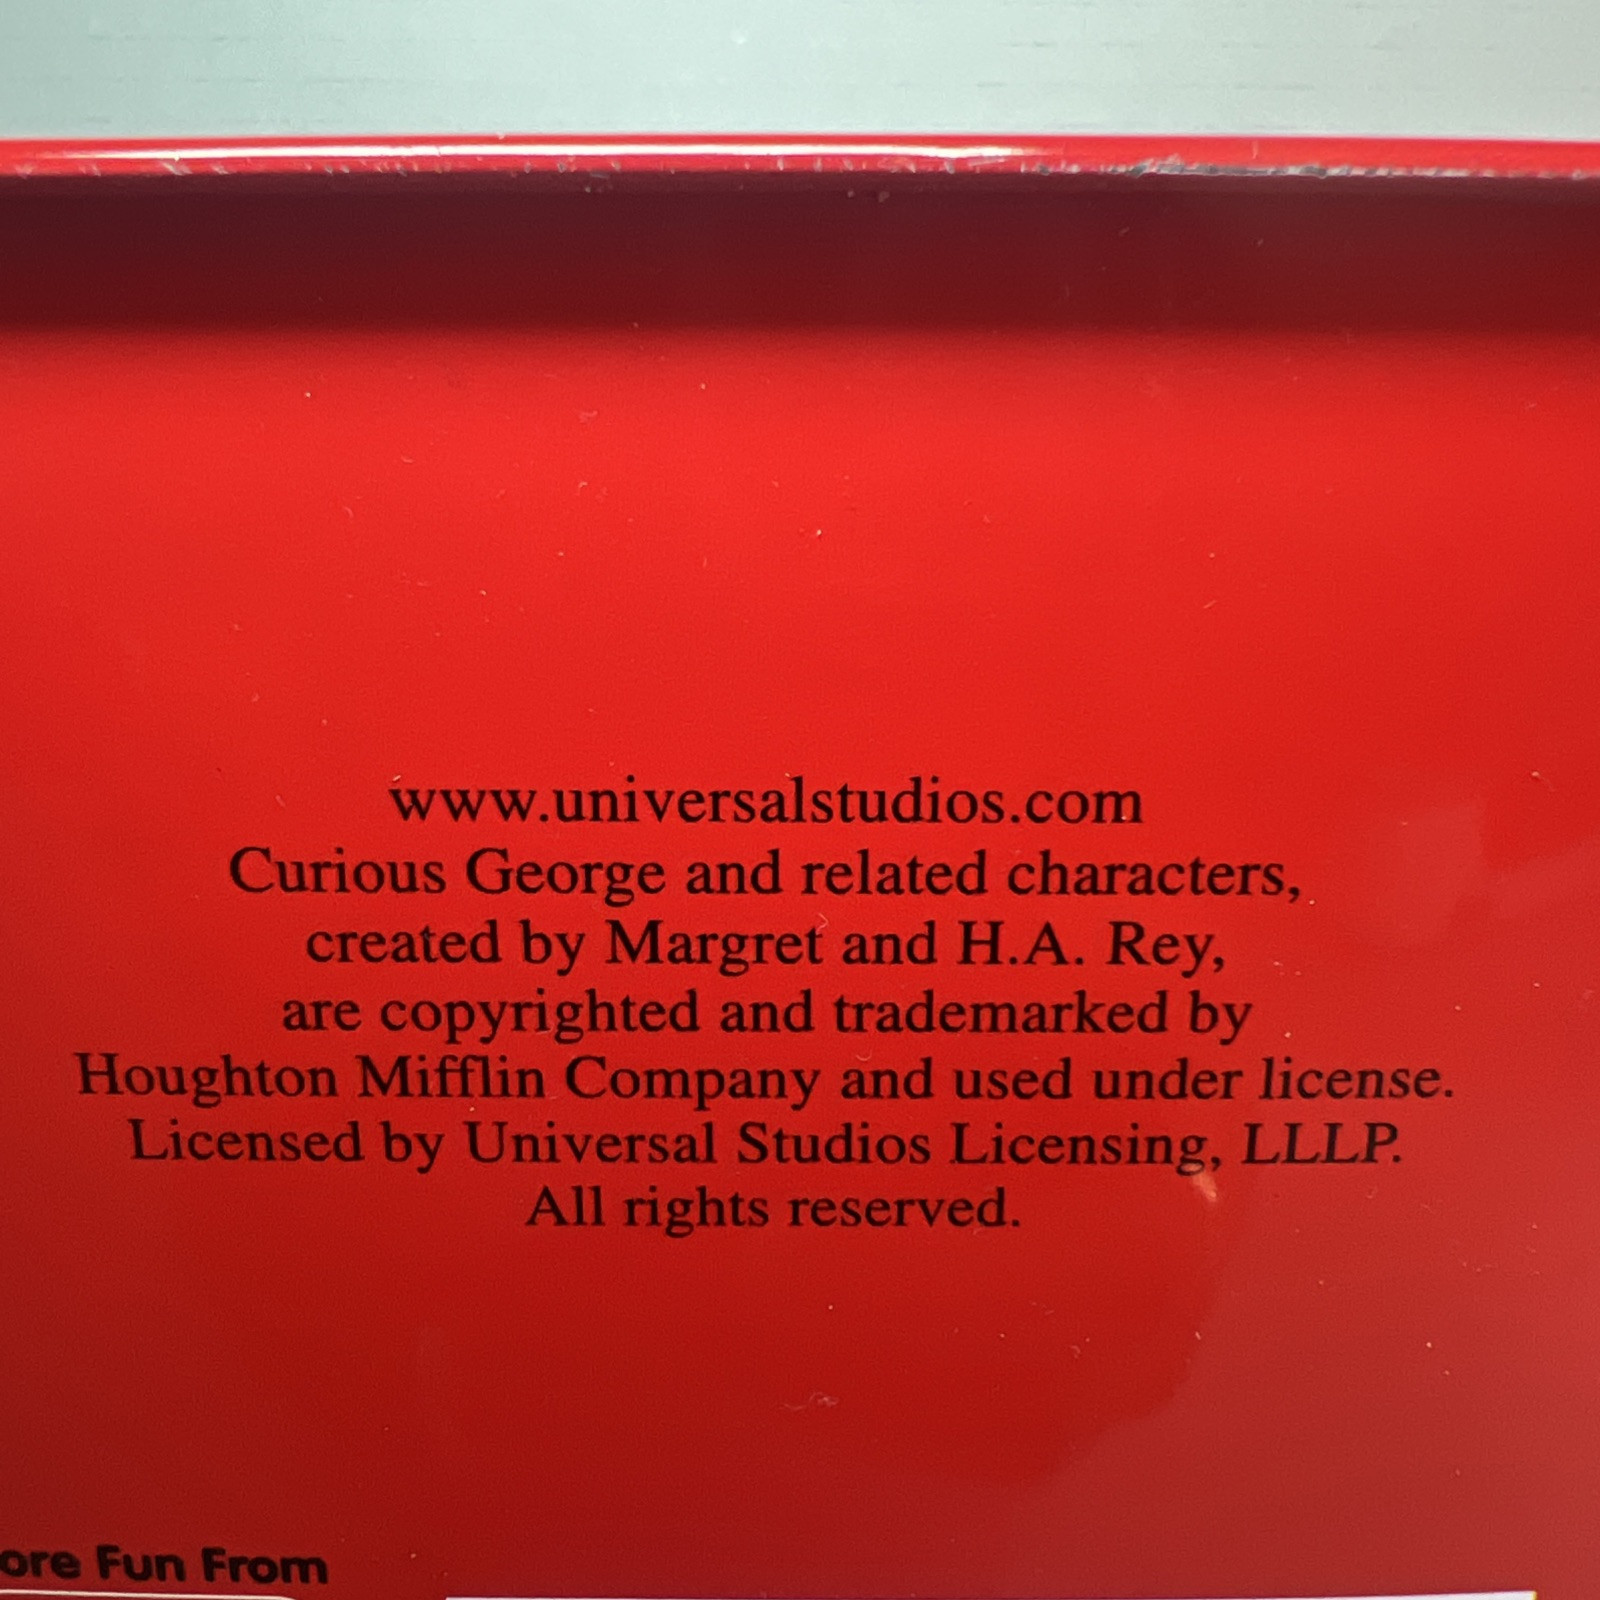 www.universalstudios.com
Curious George and related characters,
created by Margret and H.A. Rey,
are copyrighted and trademarked by
Houghton Mifflin Company and used under license.
Licensed by Universal Studios Licensing, LLLP.
All rights reserved.
ore Fun From